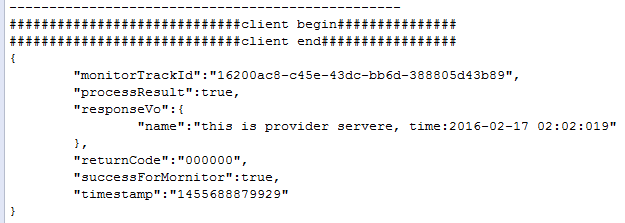 -------------------------------------------------
#############################client begin###############
#############################client end#################
{
	"monitorTrackId":"16200ac8-c45e-43dc-bb6d-388805d43b89",
	"processResult":true,
	"responseVo":{
		"name":"this is provider servere, time:2016-02-17 02:02:019"
	},
	"returnCode":"000000",
	"successForMornitor":true,
	"timestamp":"1455688879929"
}